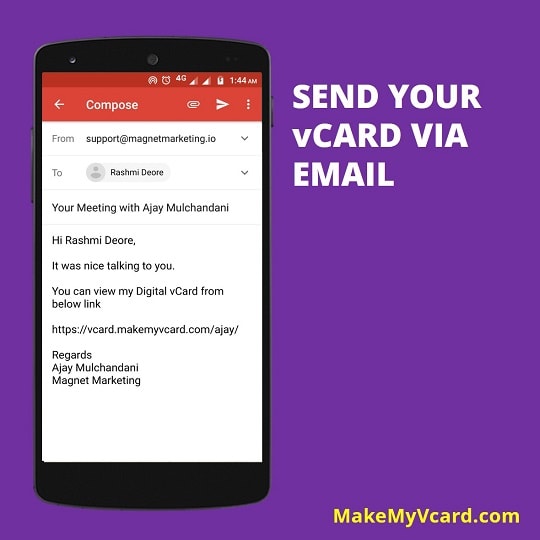 4G 1:44 AM
Compose
From support@magnetmarketing.io
To Rashmi Deore
Your Meeting with Ajay Mulchandani
Hi Rashmi Deore,
It was nice talking to you.
You can view my Digital vCard from
below link
https://vcard.makemyvcard.com/ajay/
Regards
Ajay Mulchandani
Magnet Marketing
SEND YOUR
vCARD VIA
EMAIL
MakeMyVcard.com